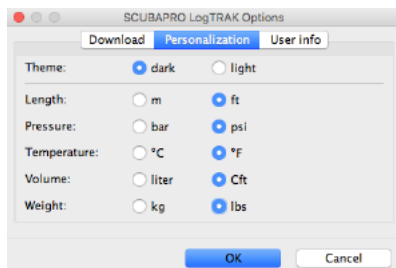 SCUBAPRO LogTRAK Options
Download Personalization User info
Theme: dark light
Length: m ft
Pressure: bar psi
Temperature: °C °F
Volume: liter Cft
Weight: kg lbs
OK Cancel